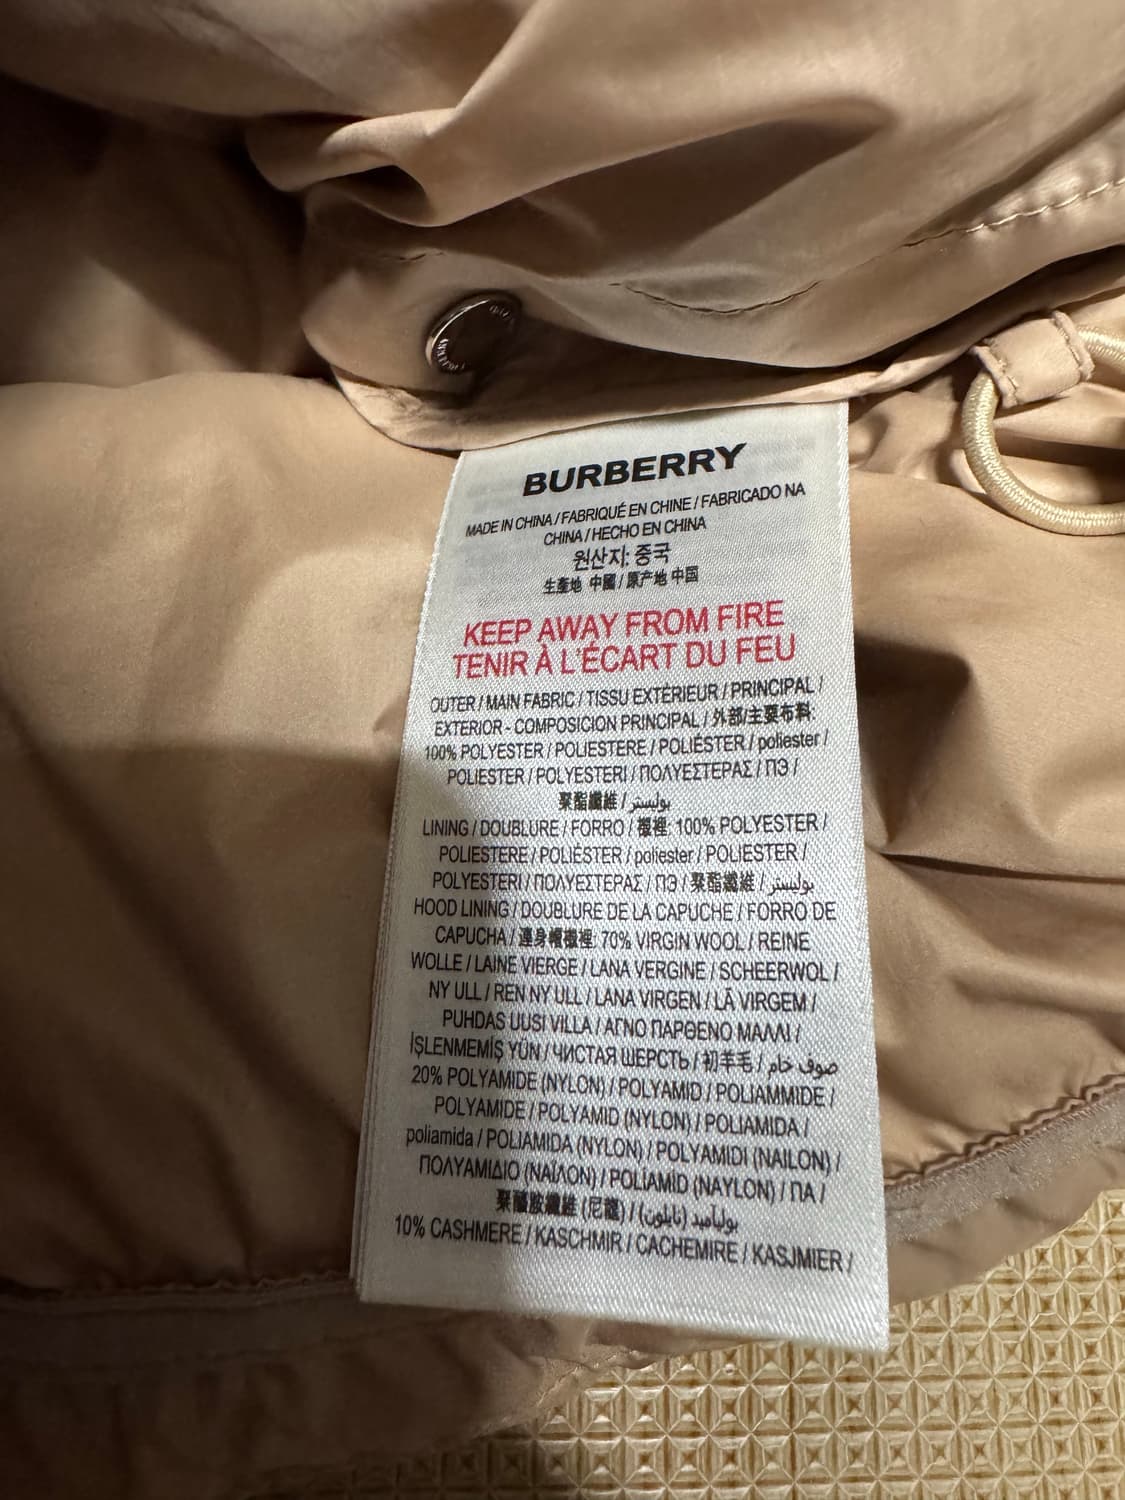 BURBERRY
MADE IN CHINA / FABRIQUÉ EN CHINE / FABRICADO NA
CHINA / HECHO EN CHINA
원산지: 중국
生產地 中國 / 原产地 中国
KEEP AWAY FROM FIRE
TENIR À L'ÉCART DU FEU
OUTER / MAIN FABRIC / TISSU EXTÉRIEUR / PRINCIPAL /
EXTERIOR - COMPOSICION PRINCIPAL / 外部/主要布料:
100% POLYESTER / POLIESTERE / POLIÉSTER / poliester /
POLIESTER / POLYESTERI / ΠΟΛΥΕΣΤΕΡΑΣ / ПЭ /
聚酯纖維 / بوليستر
LINING / DOUBLURE / FORRO / 襯裡: 100% POLYESTER /
POLIESTERE / POLIÉSTER / poliester / POLIESTER /
POLYESTERI / ΠΟΛΥΕΣΤΕΡΑΣ / ПЭ / 聚酯纖維 / بوليستر
HOOD LINING / DOUBLURE DE LA CAPUCHE / FORRO DE
CAPUCHA / 連身帽襯裡: 70% VIRGIN WOOL / REINE
WOLLE / LAINE VIERGE / LANA VERGINE / SCHEERWOL /
NY ULL / REN NY ULL / LANA VIRGEN / LÃ VIRGEM /
PUHDAS UUSI VILLA / ΑΓΝΟ ΠΑΡΘΕΝΟ ΜΑΛΛΙ /
İŞLENMEMİŞ YÜN / ЧИСТАЯ ШЕРСТЬ / 初羊毛 / صوف خام
20% POLYAMIDE (NYLON) / POLYAMID / POLIAMMIDE /
POLYAMIDE / POLYAMID (NYLON) / POLIAMIDA /
poliamida / POLIAMIDA (NYLON) / POLYAMIDI (NAILON) /
ΠΟΛΥΑΜΙΔΙΟ (ΝΑΪΛΟΝ) / POLİAMİD (NAYLON) / ПА /
聚醯胺纖維 (尼龍) / بولياميد (نايلون)
10% CASHMERE / KASCHMIR / CACHEMIRE / KASJMIER /